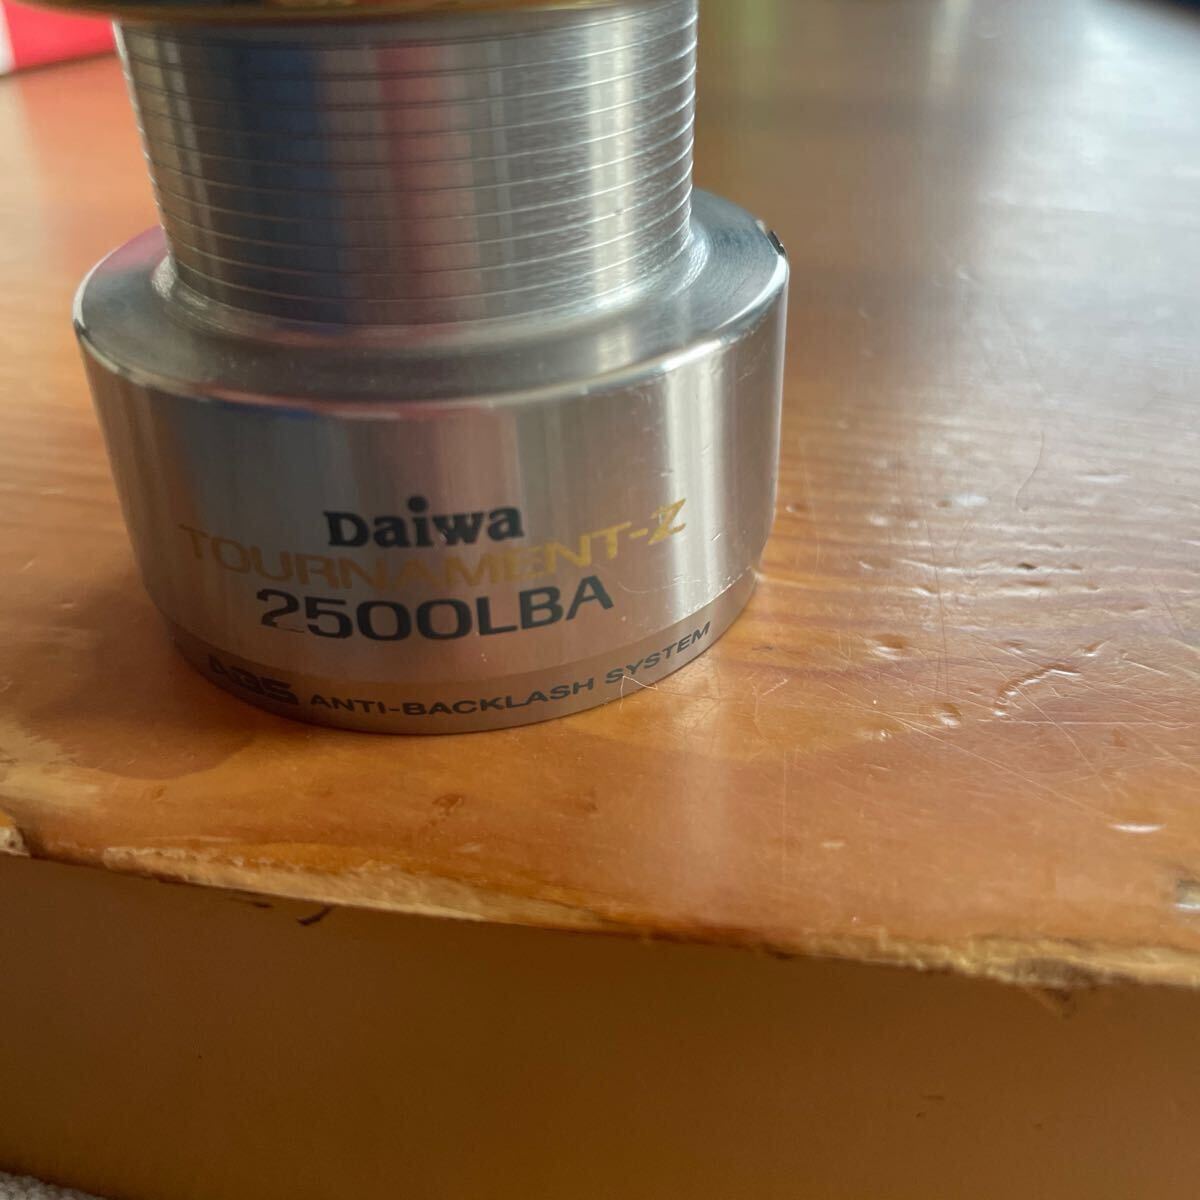 Daiwa
TOURNAMENT-Z
2500LBA
ABS ANTI-BACKLASH SYSTEM